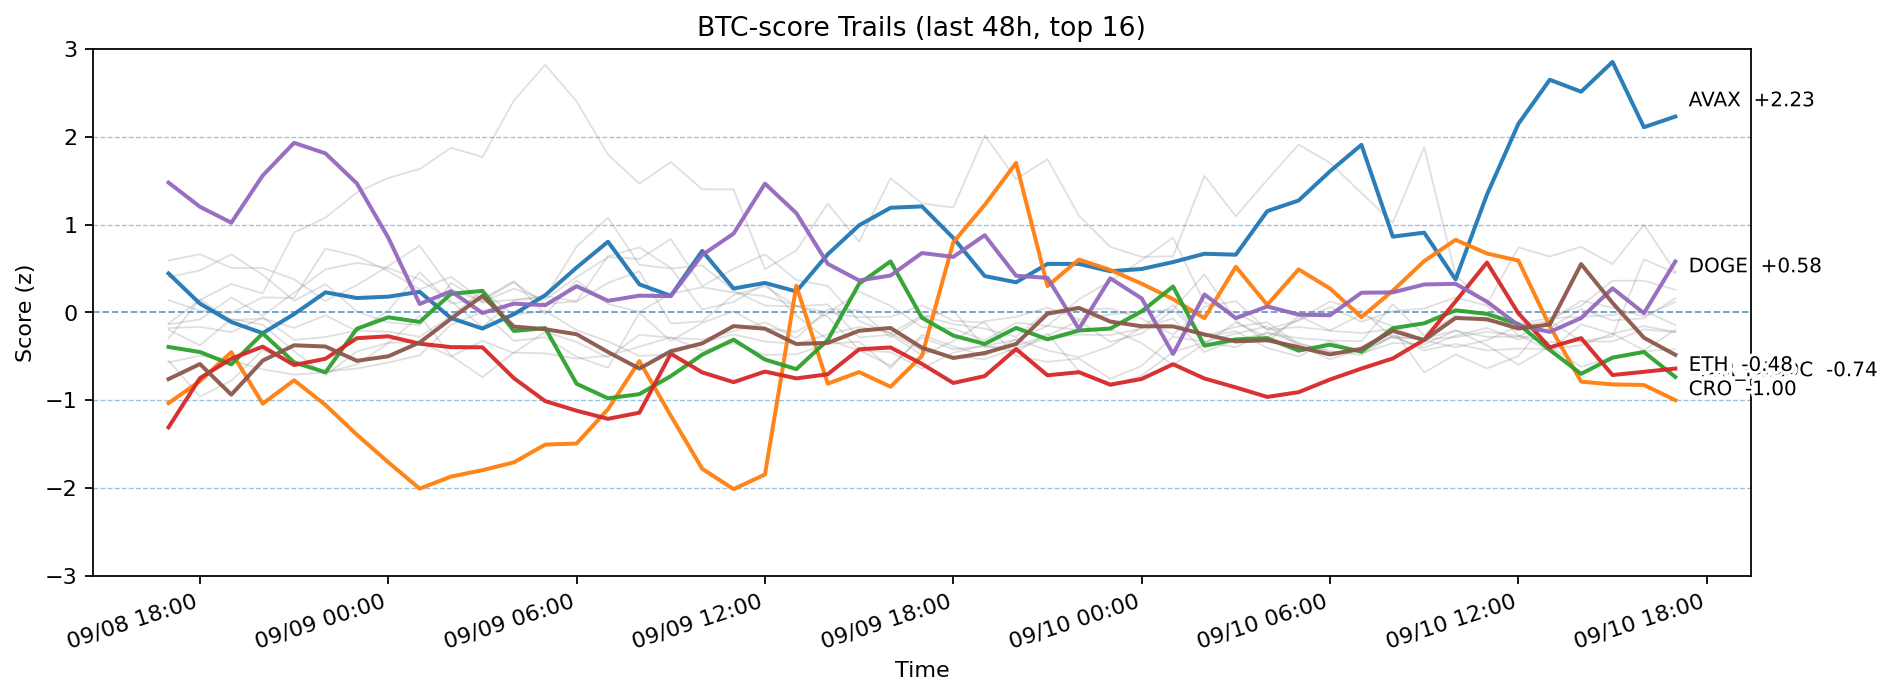 BTC-score Trails (last 48h, top 16)
3
2
1
0
−1
−2
−3
Score (z)
AVAX +2.23
DOGE +0.58
ETH -0.48
C -0.74
CRO -1.00
09/08 18:00
09/09 00:00
09/09 06:00
09/09 12:00
09/09 18:00
09/10 00:00
09/10 06:00
09/10 12:00
09/10 18:00
Time